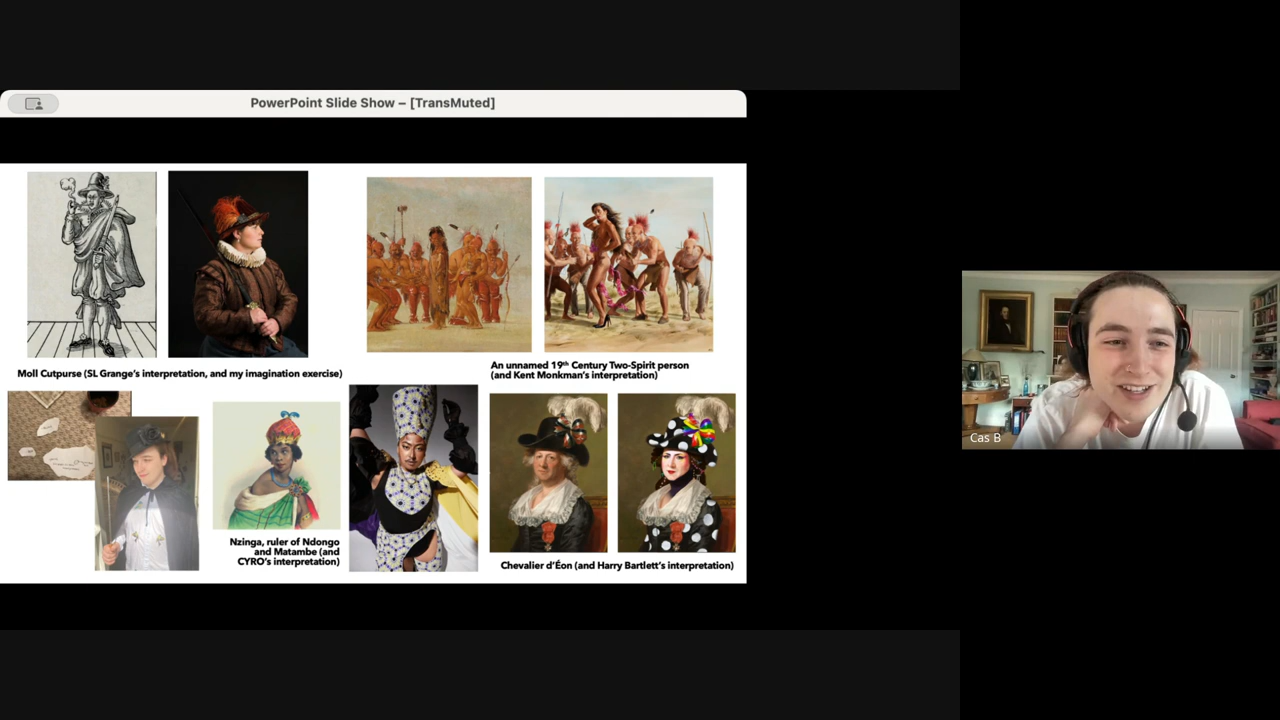 PowerPoint Slide Show – [TransMuted]
Moll Cutpurse (SL Grange's interpretation, and my imagination exercise)
An unnamed 19th Century Two-Spirit person
(and Kent Monkman's interpretation)
Nzinga, ruler of Ndongo
and Matambe (and
CYRO's interpretation)
Chevalier d'Éon (and Harry Bartlett's interpretation)
Cas B